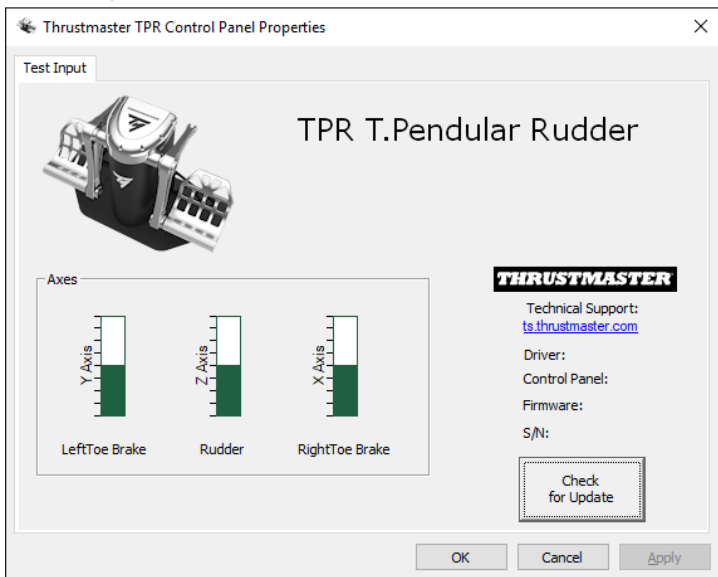 Thrustmaster TPR Control Panel Properties
Test Input
TPR T.Pendular Rudder
Axes
Y Axis
Z Axis
X Axis
LeftToe Brake
Rudder
RightToe Brake
THRUSTMASTER
Technical Support:
ts.thrustmaster.com
Driver:
Control Panel:
Firmware:
S/N:
Check
for Update
OK
Cancel
Apply